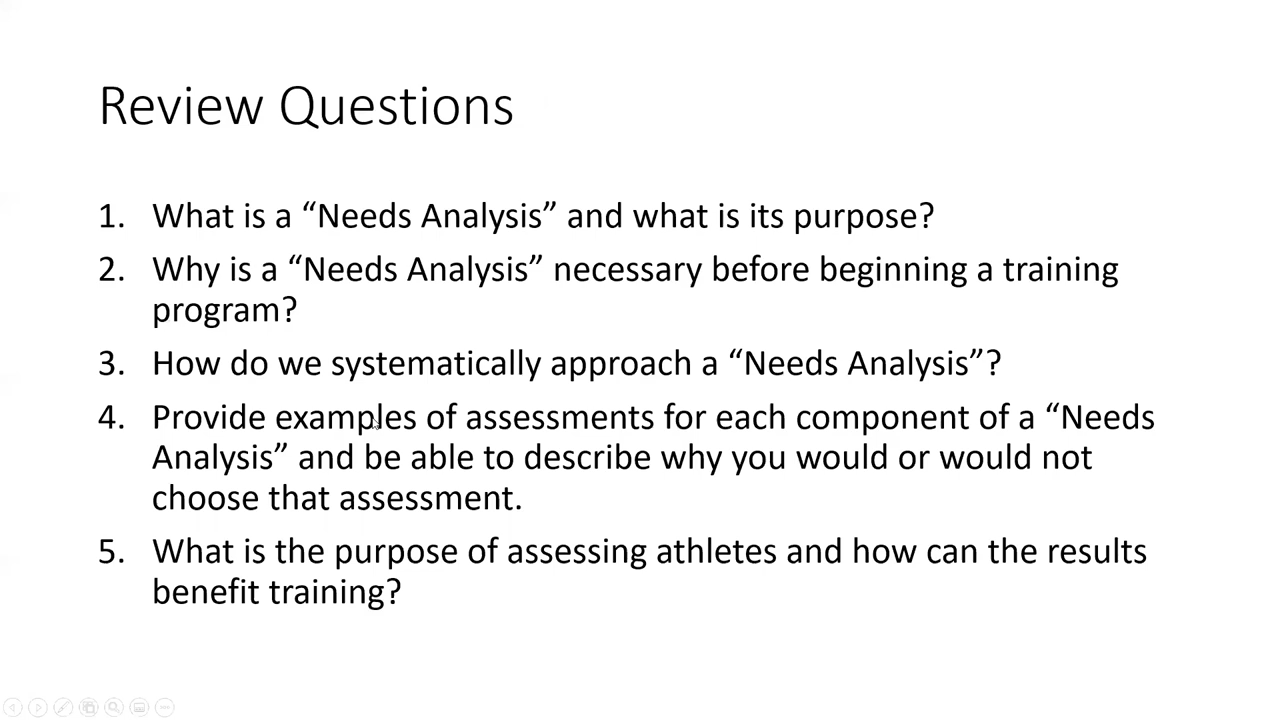 Review Questions
1. What is a “Needs Analysis” and what is its purpose?
2. Why is a “Needs Analysis” necessary before beginning a training
program?
3. How do we systematically approach a “Needs Analysis”?
4. Provide examples of assessments for each component of a “Needs
Analysis” and be able to describe why you would or would not
choose that assessment.
5. What is the purpose of assessing athletes and how can the results
benefit training?